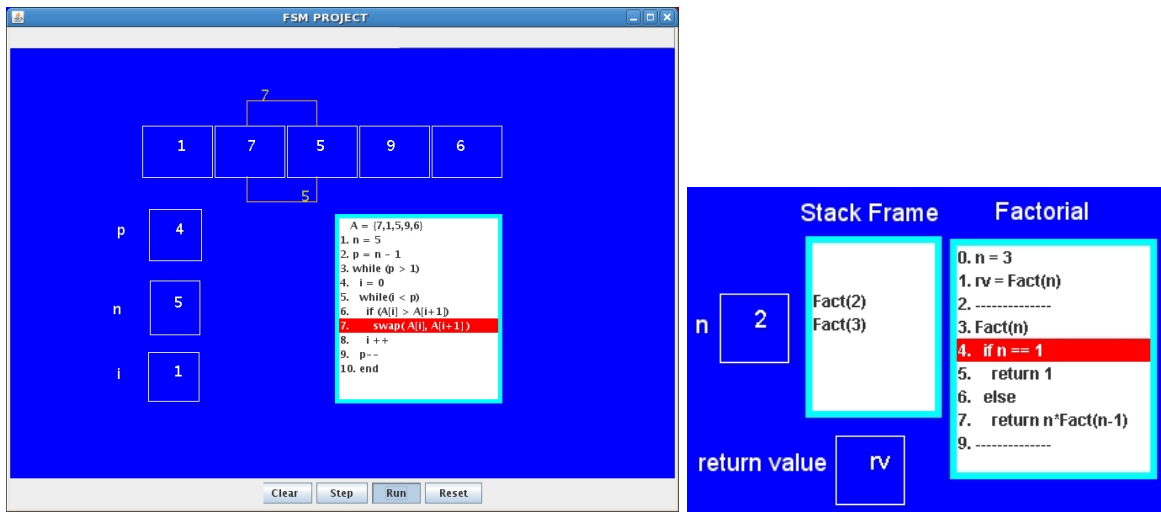 FSM PROJECT
7
1 7 5 9 6
5
p 4
n 5
i 1
A = {7,1,5,9,6}
1. n = 5
2. p = n - 1
3. while (p > 1)
4. i = 0
5. while(i < p)
6. if (A[i] > A[i+1])
7. swap( A[i], A[i+1])
8. i ++
9. p--
10. end
Clear Step Run Reset
Stack Frame
Factorial
n 2
Fact(2)
Fact(3)
0. n = 3
1. rv = Fact(n)
2. -------------
3. Fact(n)
4. if n == 1
5. return 1
6. else
7. return n*Fact(n-1)
9. -------------
return value rv